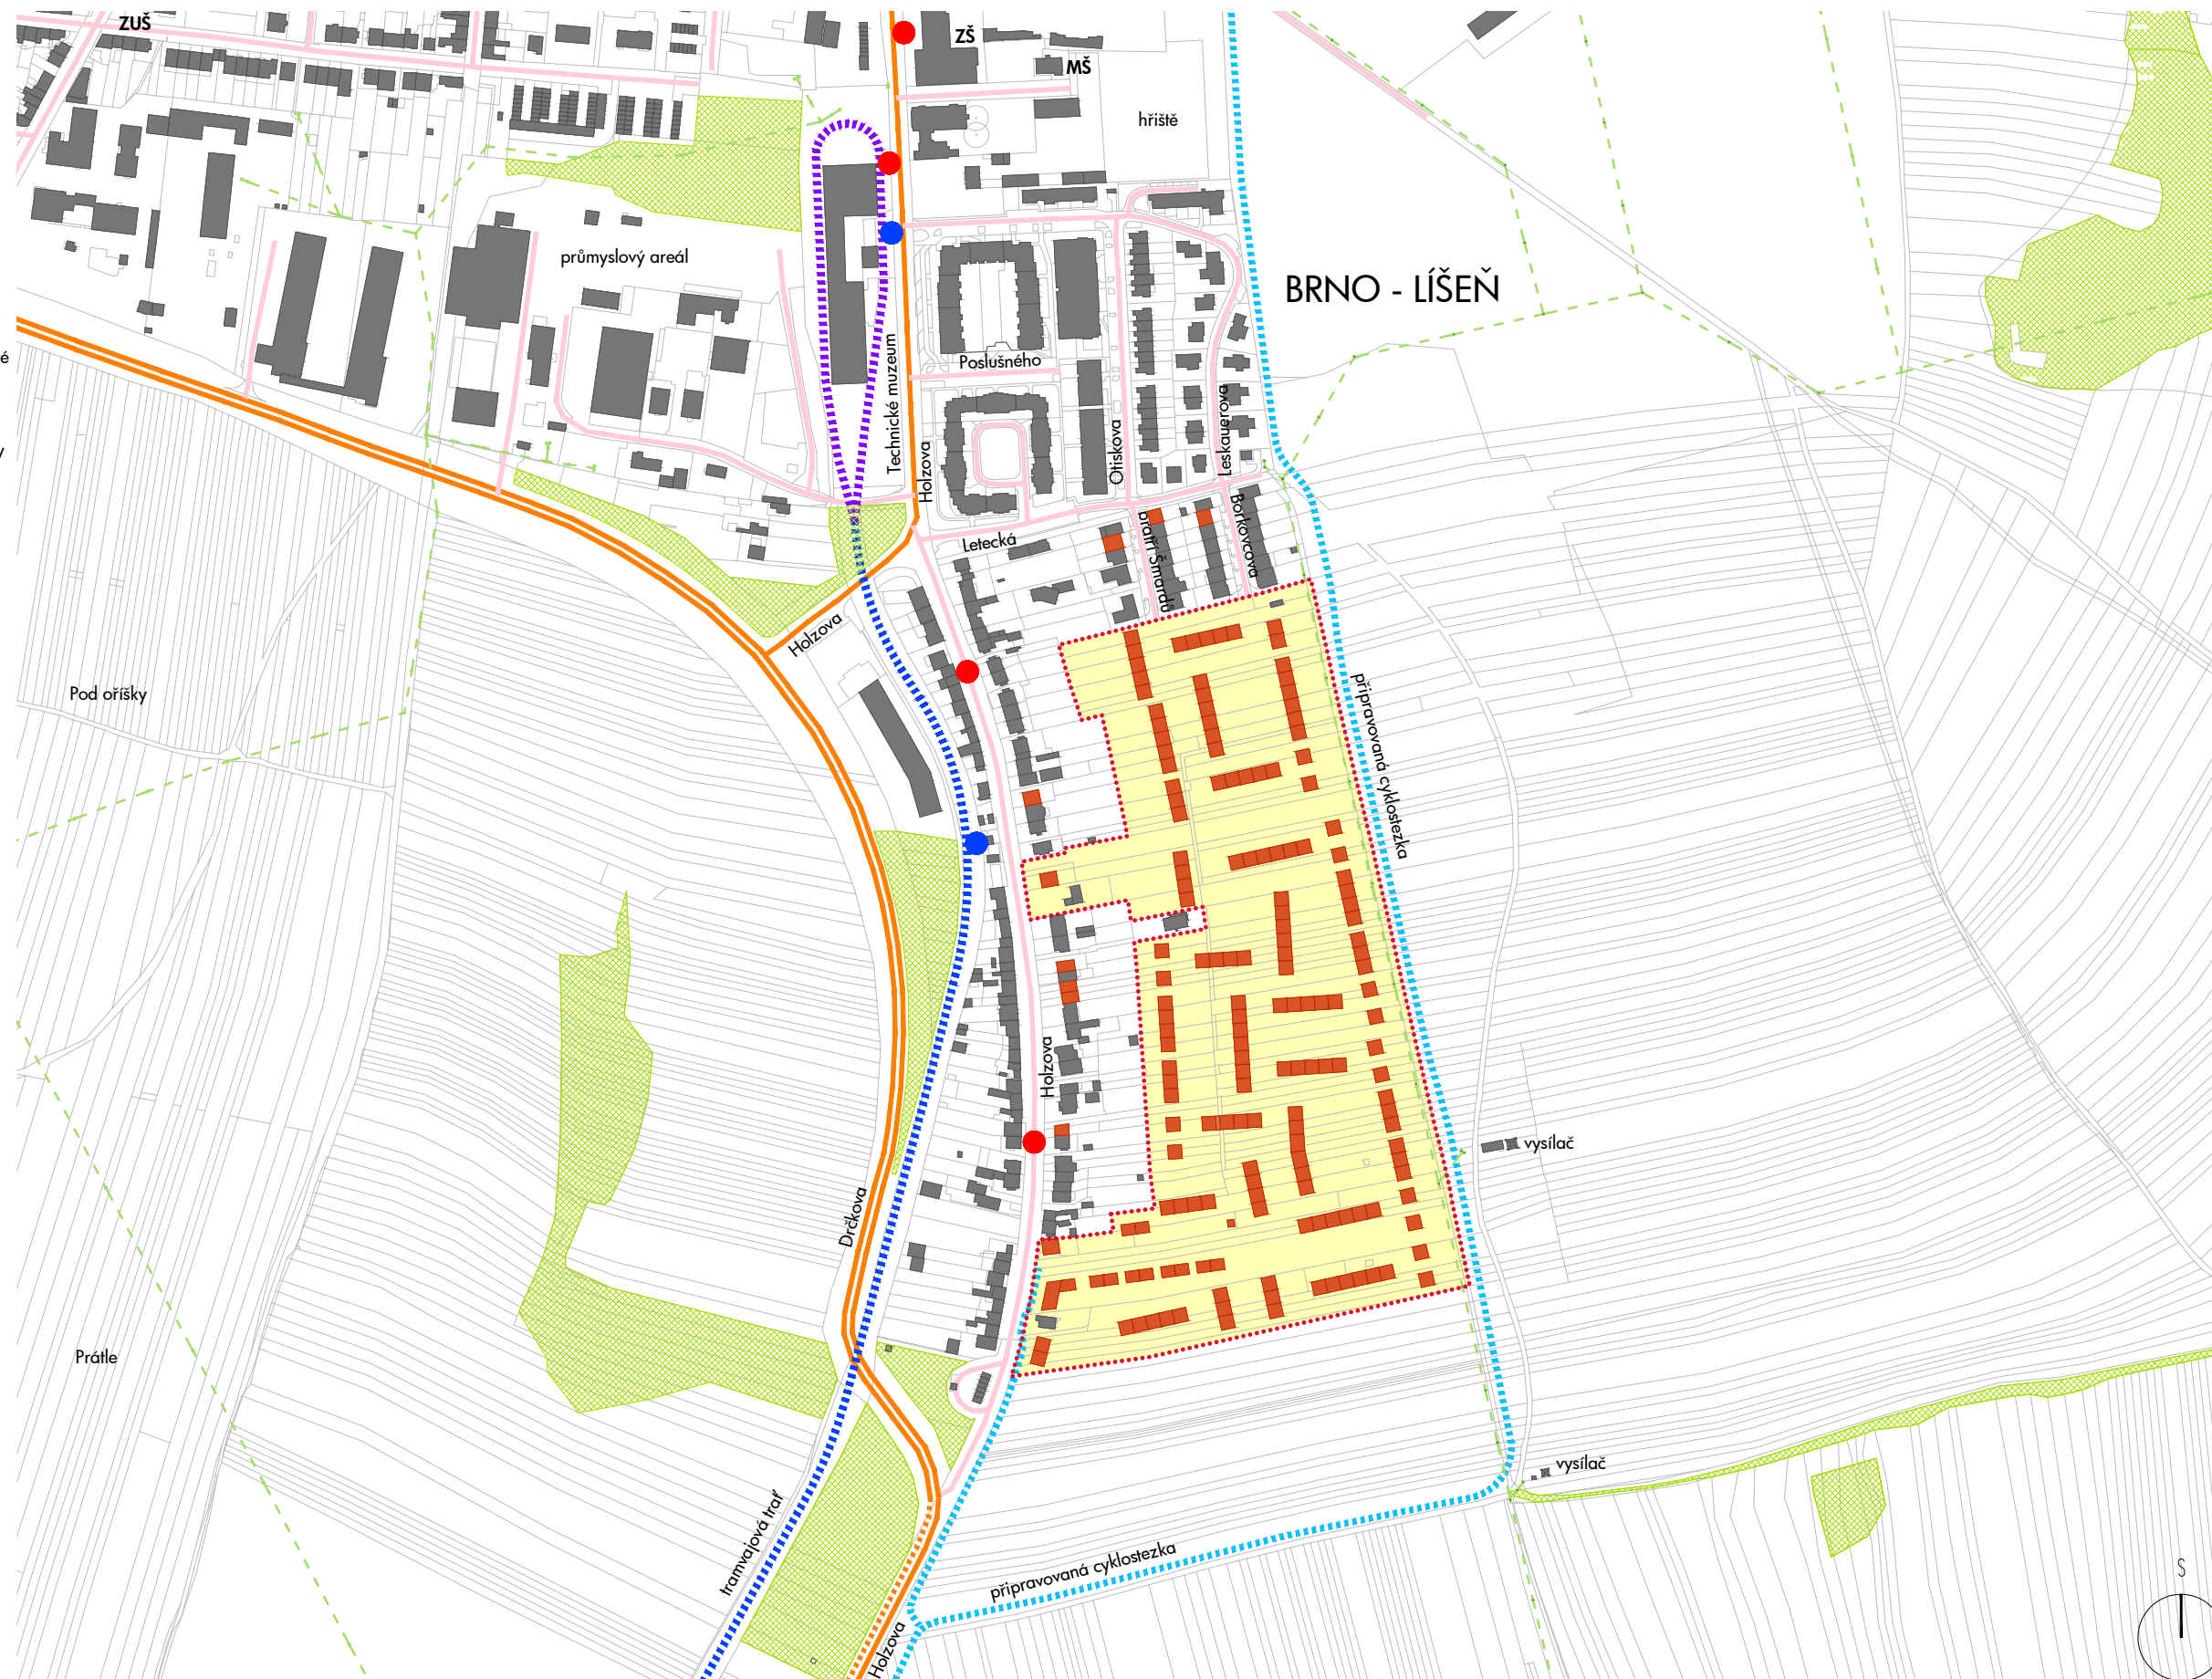 ZUŠ
ZŠ
MŠ
hřiště
průmyslový areál
BRNO - LÍŠEŇ
Technické muzeum
Poslušného
Holzova
Otiskova
Leskauerova
Borkovcova
bratří Šmardů
Letecká
Holzova
Pod oříšky
připravovaná cyklostezka
Holzova
vysílač
Drčkova
Prátle
vysílač
tramvajová trať
připravovaná cyklostezka
Holzova
S